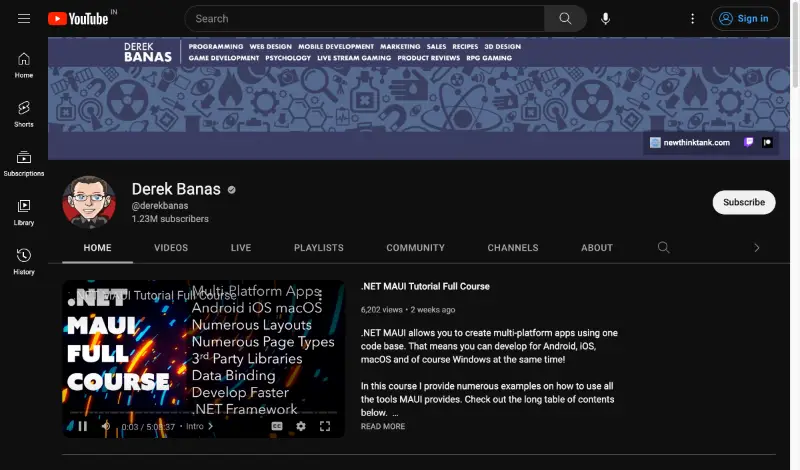 YouTube IN
Search
Sign in
Home
Shorts
Subscriptions
Library
History
DEREK BANAS
PROGRAMMING WEB DESIGN MOBILE DEVELOPMENT MARKETING SALES RECIPES 3D DESIGN
GAME DEVELOPMENT PSYCHOLOGY LIVE STREAM GAMING PRODUCT REVIEWS RPG GAMING
newthinktank.com
Derek Banas
@derekbanas
1.23M subscribers
Subscribe
HOME VIDEOS LIVE PLAYLISTS COMMUNITY CHANNELS ABOUT
.NET MAUI Tutorial Full Course
.NET
MAUI
FULL
COURSE
Multi-Platform Apps
Android iOS macOS
Numerous Layouts
Numerous Page Types
3rd Party Libraries
Data Binding
Develop Faster
.NET Framework
0:03 / 5:09:37 • Intro
.NET MAUI Tutorial Full Course
6,202 views • 2 weeks ago
.NET MAUI allows you to create multi-platform apps using one
code base. That means you can develop for Android, iOS,
macOS and of course Windows at the same time!
In this course I provide numerous examples on how to use all
the tools MAUI provides. Check out the long table of contents
below. ...
READ MORE